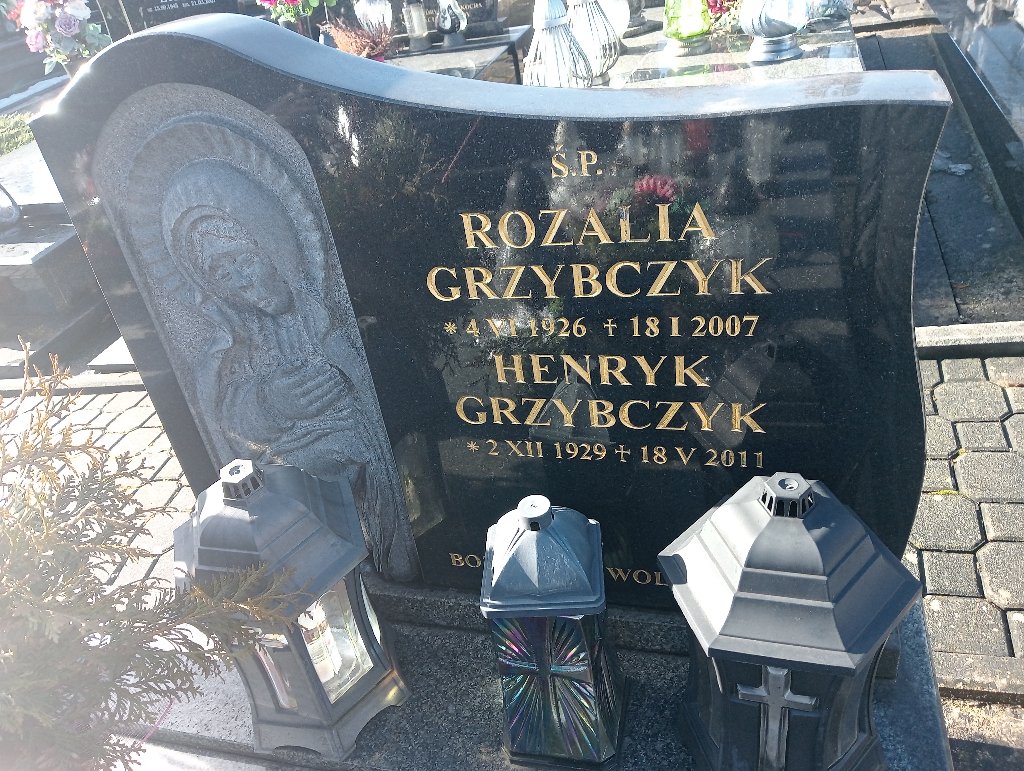 Ś.P.
ROZALIA
GRZYBCZYK
* 4 VI 1926 + 18 I 2007
HENRYK
GRZYBCZYK
* 2 XII 1929 + 18 V 2011